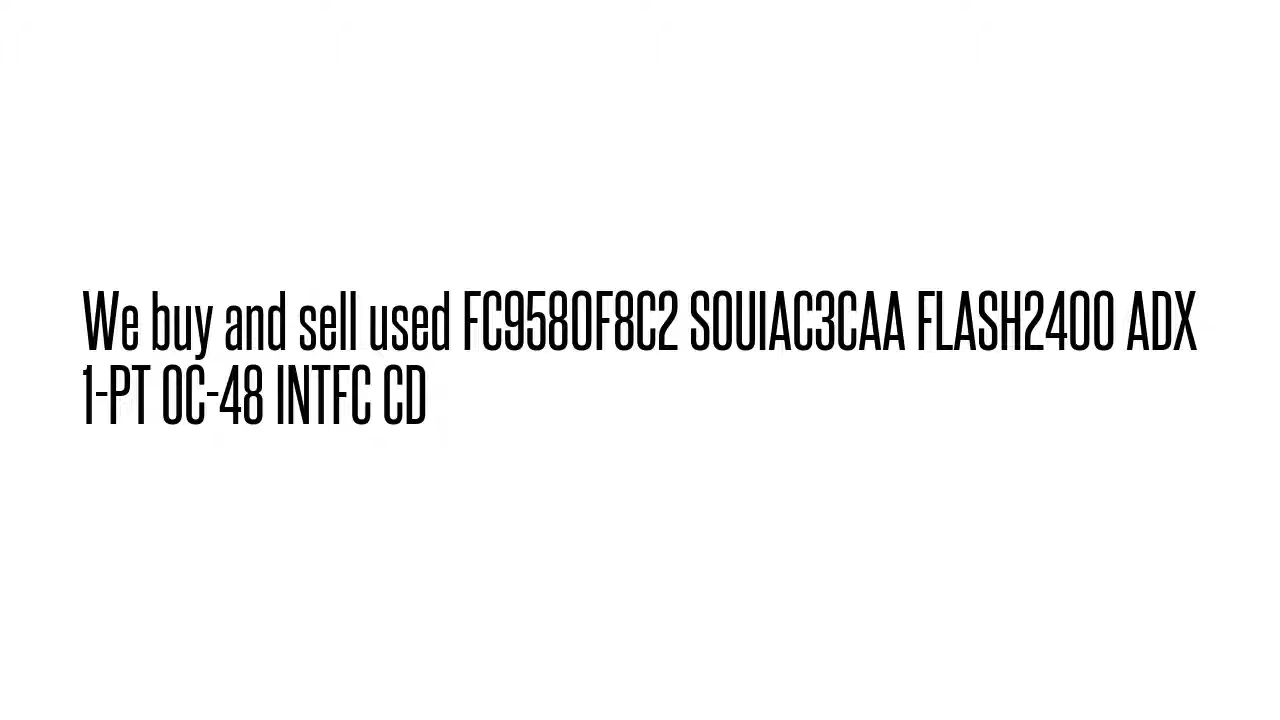 We buy and sell used FC9580F8C2 SOUIAC3CAA FLASH2400 ADX
1-PT OC-48 INTFC CD